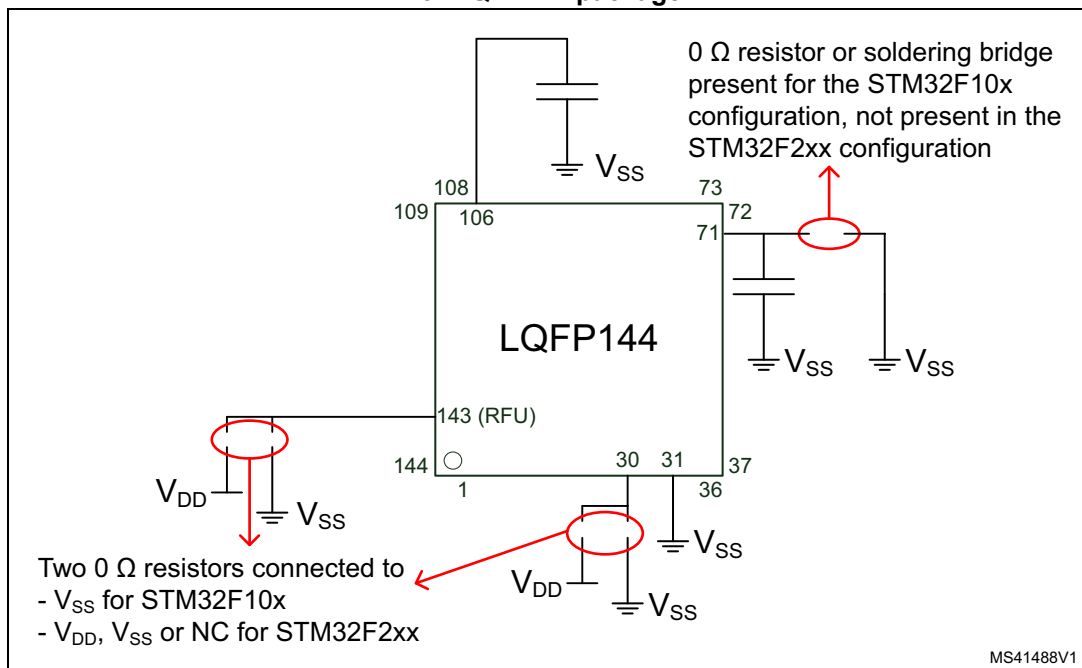 0 Ω resistor or soldering bridge
present for the STM32F10x
configuration, not present in the
STM32F2xx configuration
VSS
108
73
109
106
72
71
LQFP144
VSS
VSS
143 (RFU)
144
30
31
37
1
36
VDD
VSS
VSS
VDD
VSS
Two 0 Ω resistors connected to
- VSS for STM32F10x
- VDD, VSS or NC for STM32F2xx
MS41488V1